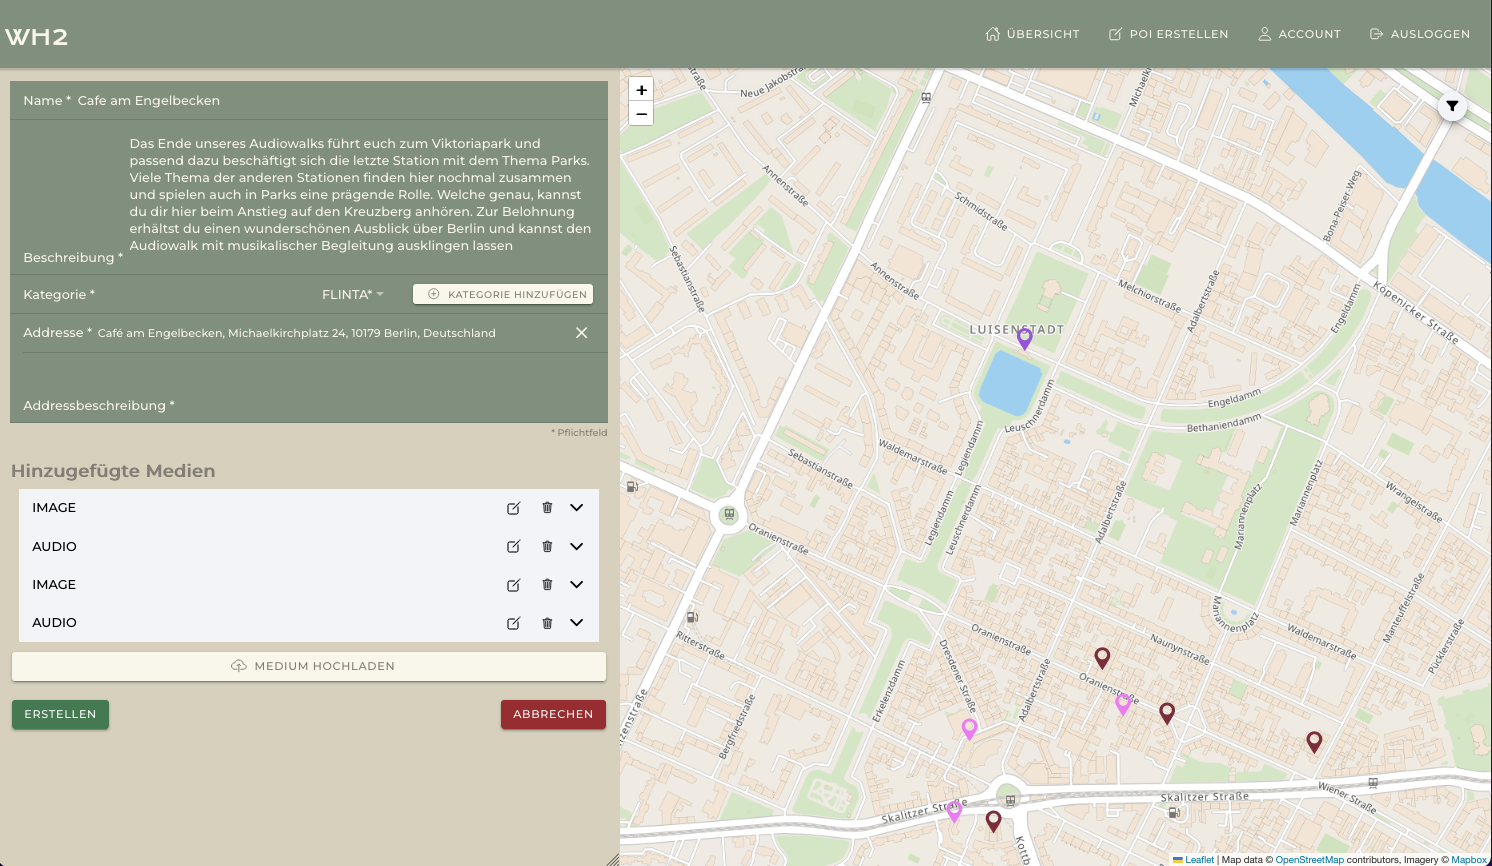 WH2
ÜBERSICHT
POI ERSTELLEN
ACCOUNT
AUSLOGGEN
Name * Cafe am Engelbecken
Das Ende unseres Audiowalks führt euch zum Viktoriapark und
passend dazu beschäftigt sich die letzte Station mit dem Thema Parks.
Viele Thema der anderen Stationen finden hier nochmal zusammen
und spielen auch in Parks eine prägende Rolle. Welche genau, kannst
du dir hier beim Anstieg auf den Kreuzberg anhören. Zur Belohnung
erhältst du einen wunderschönen Ausblick über Berlin und kannst den
Audiowalk mit musikalischer Begleitung ausklingen lassen
Beschreibung *
Kategorie *
FLINTA*
KATEGORIE HINZUFÜGEN
Addresse * Café am Engelbecken, Michaelkirchplatz 24, 10179 Berlin, Deutschland
Addressbeschreibung *
* Pflichtfeld
Hinzugefügte Medien
IMAGE
AUDIO
IMAGE
AUDIO
MEDIUM HOCHLADEN
ERSTELLEN
ABBRECHEN
+
−
Neue Jakobstraße
Annenstraße
Schmidstraße
Bona-Peiser-Weg
Sebastianstraße
Annenstraße
Melchiorstraße
Adalbertstraße
Engeldamm
Köpenicker Straße
LUISENSTADT
Engeldamm
Bethaniendamm
Leuschnerdamm
Legiendamm
Waldemarstraße
Sebastianstraße
Legiendamm
Leuschnerdamm
Adalbertstraße
Mariannenplatz
Mariannenplatz
Wrangelstraße
Oranienstraße
Mariannenplatz
Manteuffelstraße
Ritterstraße
Dresdener Straße
Oranienstraße
Naunynstraße
Waldemarstraße
Pücklerstraße
Erkelenzdamm
Adalbertstraße
Oranienstraße
Bergfriedstraße
Skalitzer Straße
Skalitzer Straße
Wiener Straße
Leaflet | Map data © OpenStreetMap contributors, Imagery © Mapbox